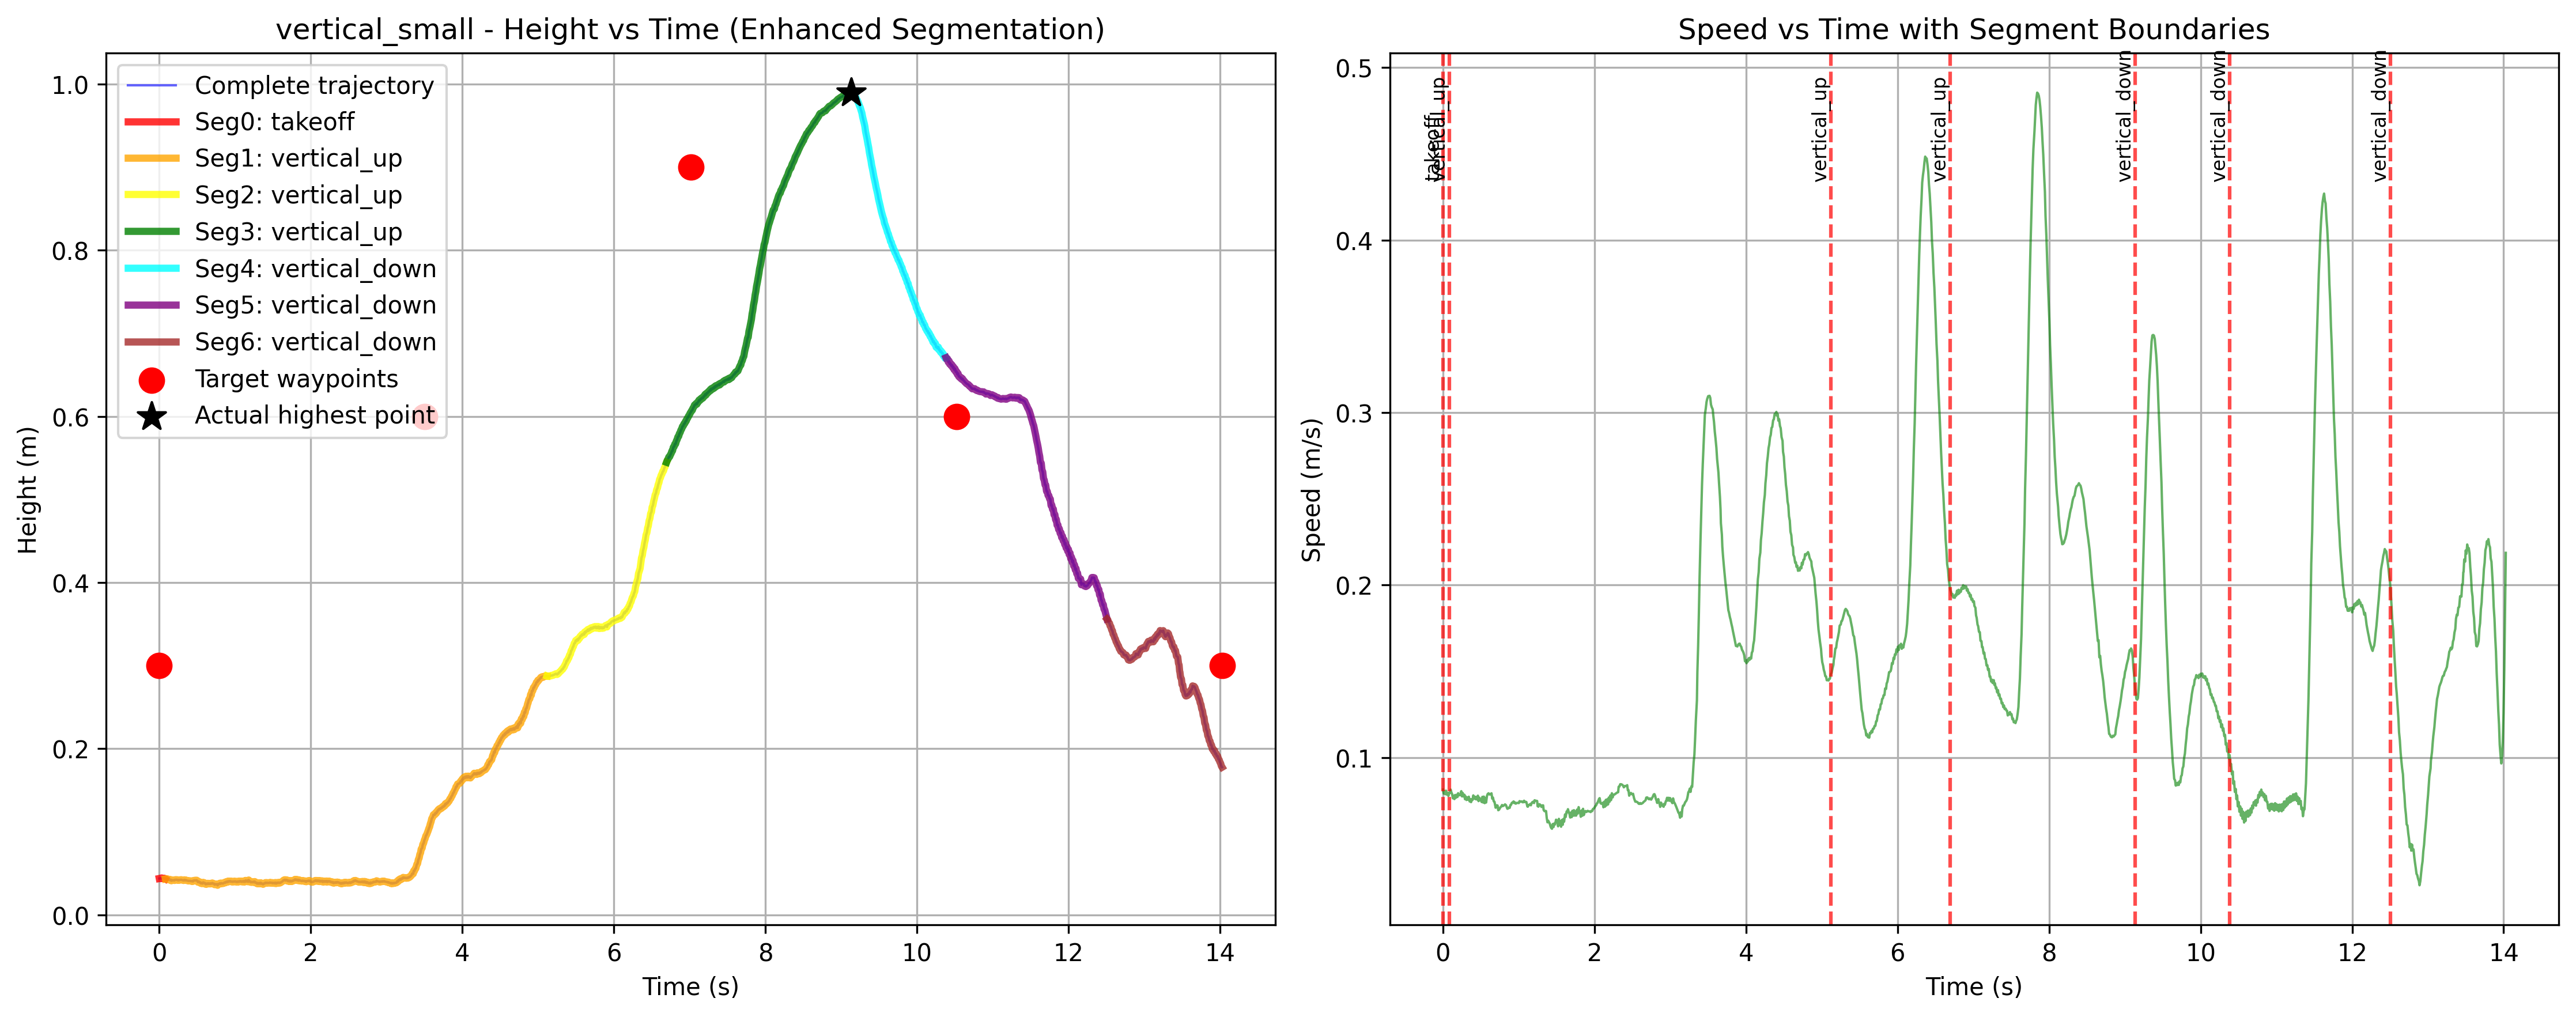 vertical_small - Height vs Time (Enhanced Segmentation)
Height (m)
1.0
0.8
0.6
0.4
0.2
0.0
Complete trajectory
Seg0: takeoff
Seg1: vertical_up
Seg2: vertical_up
Seg3: vertical_up
Seg4: vertical_down
Seg5: vertical_down
Seg6: vertical_down
Target waypoints
Actual highest point
0 2 4 6 8 10 12 14
Time (s)
Speed vs Time with Segment Boundaries
Speed (m/s)
0.5
0.4
0.3
0.2
0.1
takeoff
vertical_up
vertical_up
vertical_up
vertical_down
vertical_down
vertical_down
0 2 4 6 8 10 12 14
Time (s)